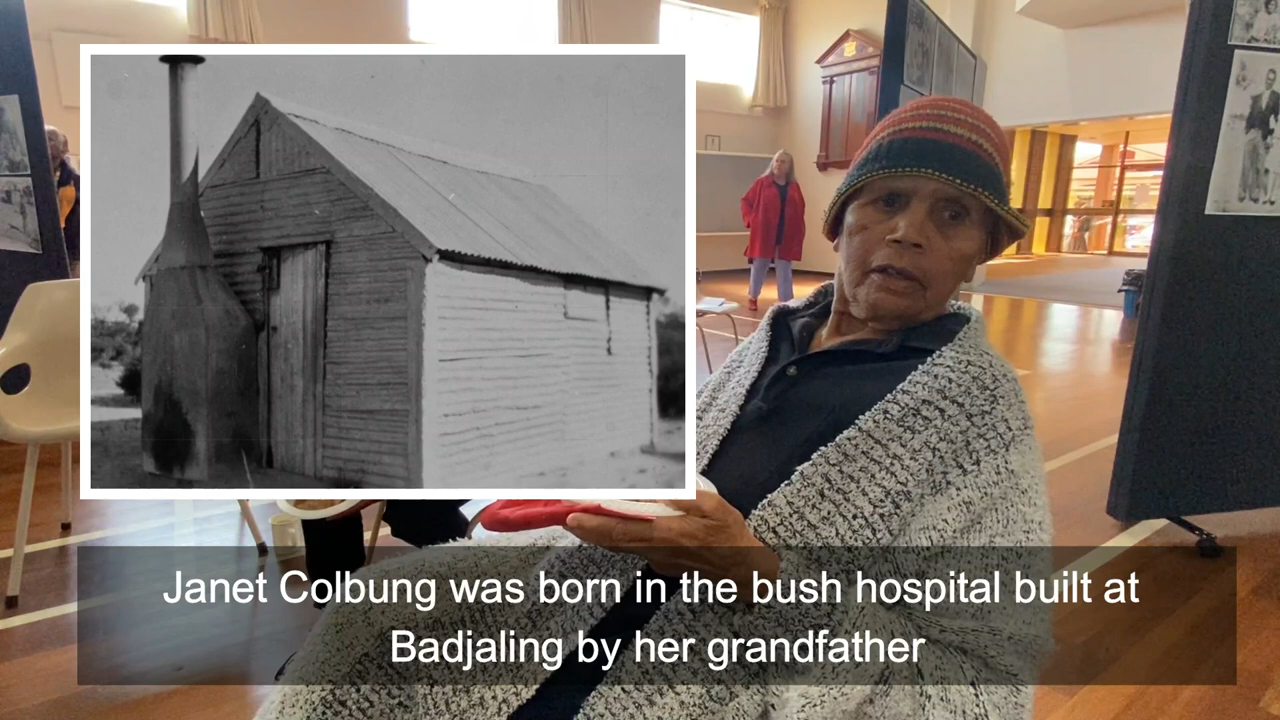 Janet Colbung was born in the bush hospital built at
Badjaling by her grandfather